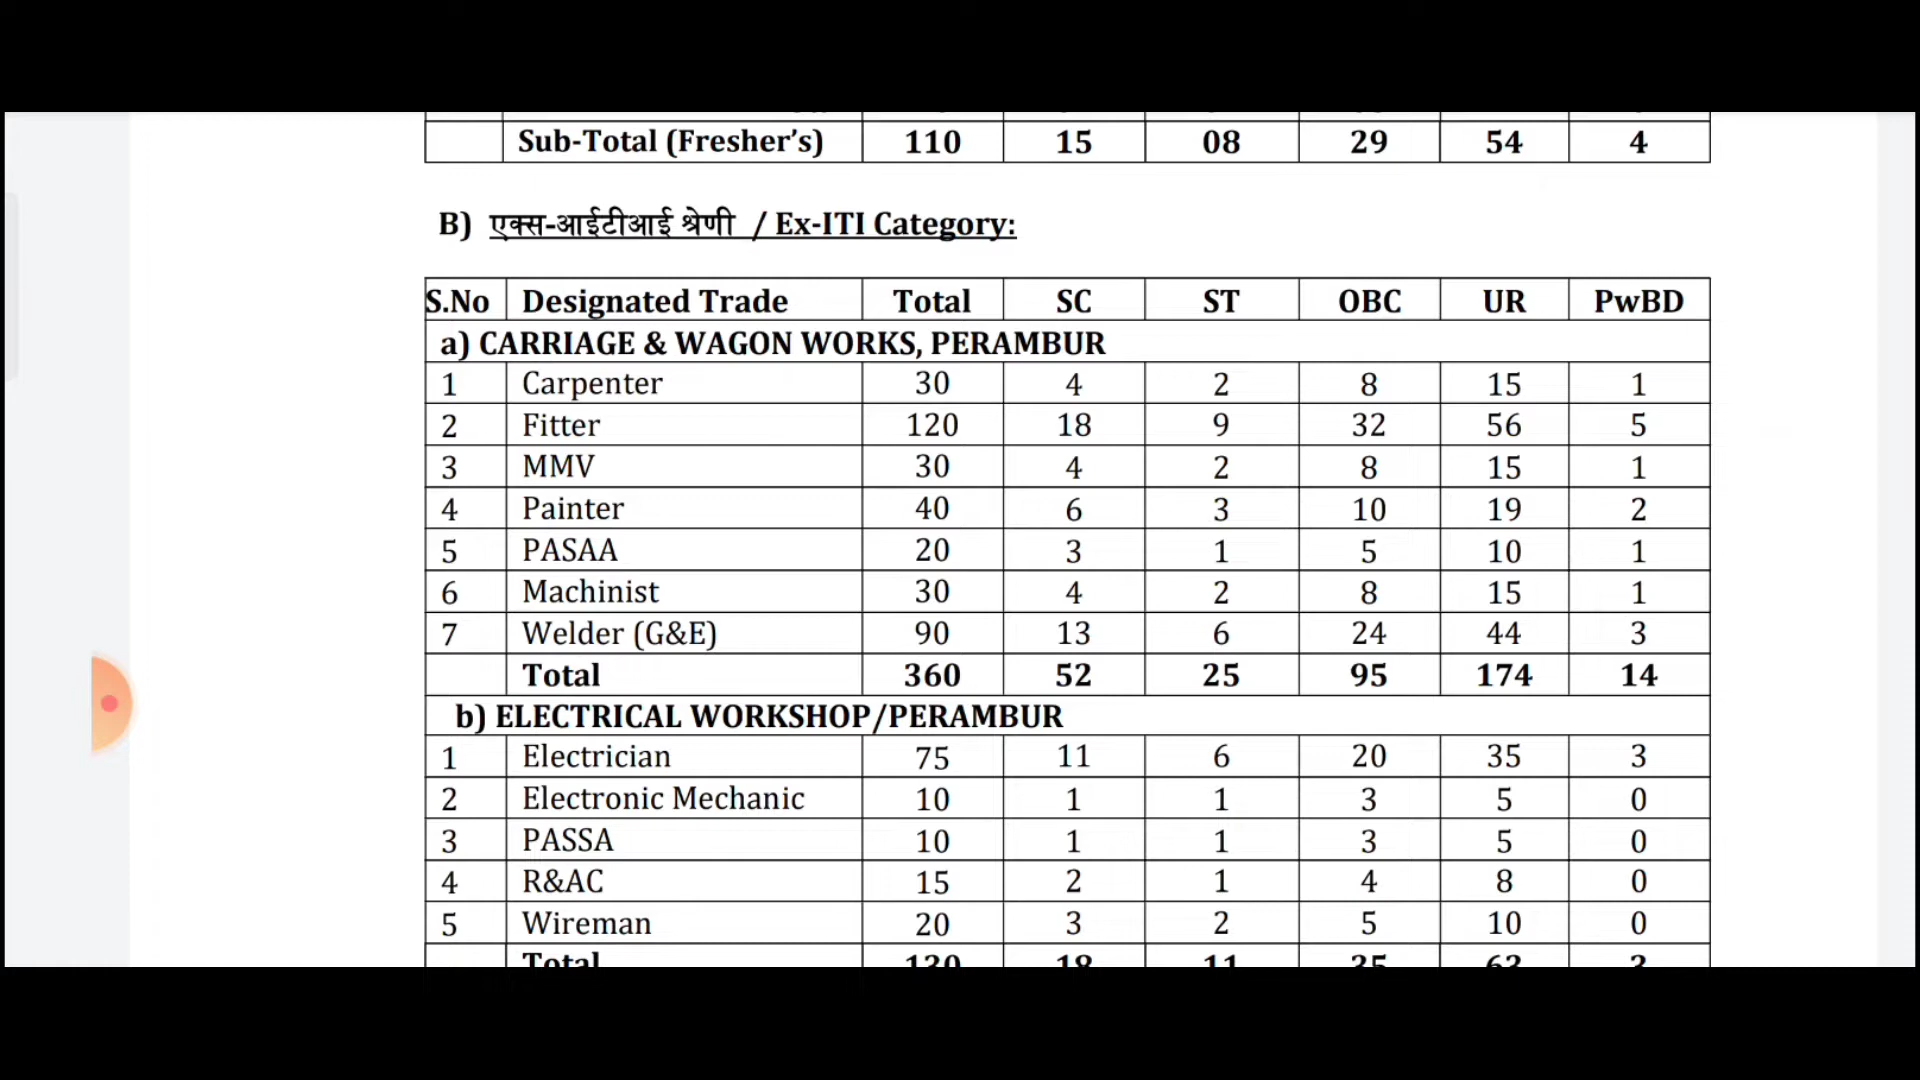 Sub-Total (Fresher's) 110 15 08 29 54 4
B) एक्स-आईटीआई श्रेणी / Ex-ITI Category:
S.No Designated Trade Total SC ST OBC UR PwBD
a) CARRIAGE & WAGON WORKS, PERAMBUR
1 Carpenter 30 4 2 8 15 1
2 Fitter 120 18 9 32 56 5
3 MMV 30 4 2 8 15 1
4 Painter 40 6 3 10 19 2
5 PASAA 20 3 1 5 10 1
6 Machinist 30 4 2 8 15 1
7 Welder (G&E) 90 13 6 24 44 3
Total 360 52 25 95 174 14
b) ELECTRICAL WORKSHOP/PERAMBUR
1 Electrician 75 11 6 20 35 3
2 Electronic Mechanic 10 1 1 3 5 0
3 PASSA 10 1 1 3 5 0
4 R&AC 15 2 1 4 8 0
5 Wireman 20 3 2 5 10 0
Total 130 18 11 35 63 3